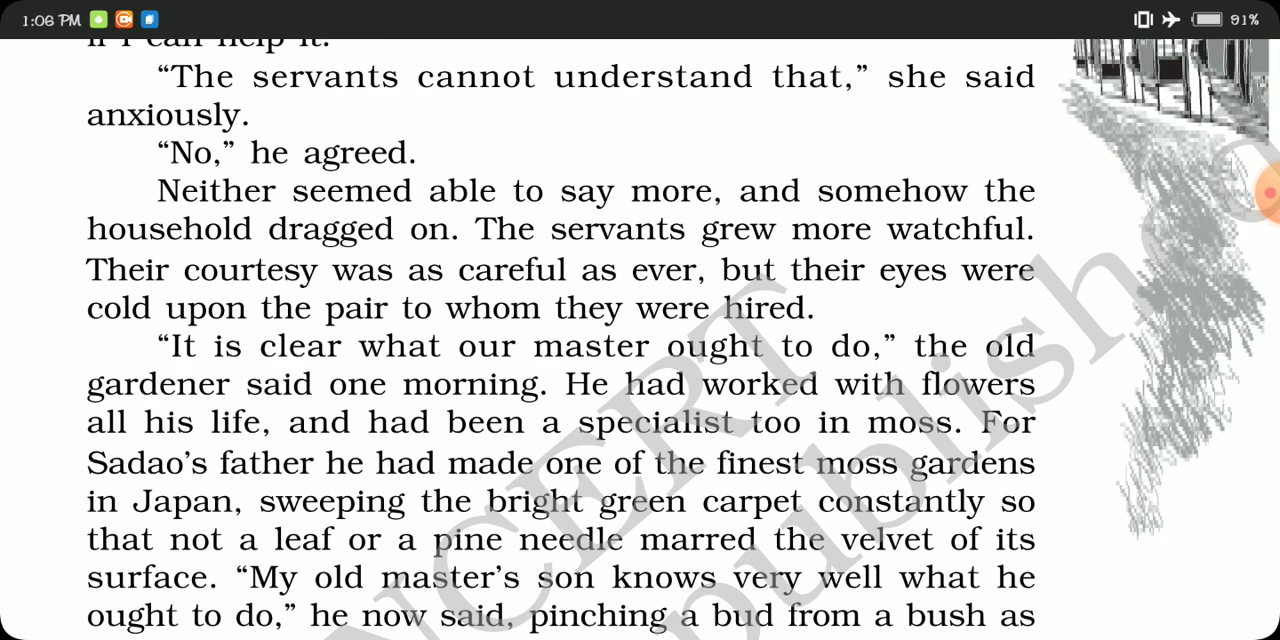 1:06 PM
91%
if I can help it.
“The servants cannot understand that,” she said
anxiously.
“No,” he agreed.
Neither seemed able to say more, and somehow the
household dragged on. The servants grew more watchful.
Their courtesy was as careful as ever, but their eyes were
cold upon the pair to whom they were hired.
“It is clear what our master ought to do,” the old
gardener said one morning. He had worked with flowers
all his life, and had been a specialist too in moss. For
Sadao’s father he had made one of the finest moss gardens
in Japan, sweeping the bright green carpet constantly so
that not a leaf or a pine needle marred the velvet of its
surface. “My old master’s son knows very well what he
ought to do,” he now said, pinching a bud from a bush as
NCERT